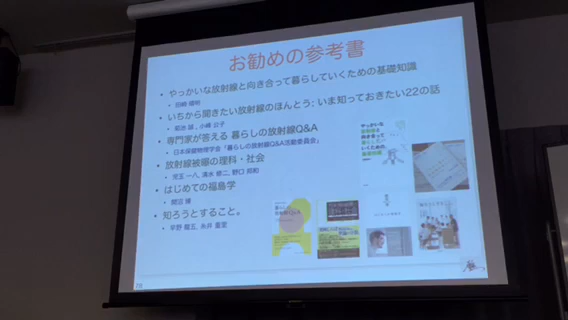 お勧めの参考書
• やっかいな放射線と向き合って暮らしていくための基礎知識
• 田崎 晴明
• いちから聞きたい放射線のほんとう: いま知っておきたい22の話
• 菊池 誠, 小峰 公子
• 専門家が答える 暮らしの放射線Q&A
• 日本保健物理学会「暮らしの放射線Q&A活動委員会」
• 放射線被曝の理科・社会
• 児玉 一八, 清水 修二, 野口 邦和
• はじめての福島学
• 開沼 博
• 知ろうとすること。
• 早野 龍五, 糸井 重里